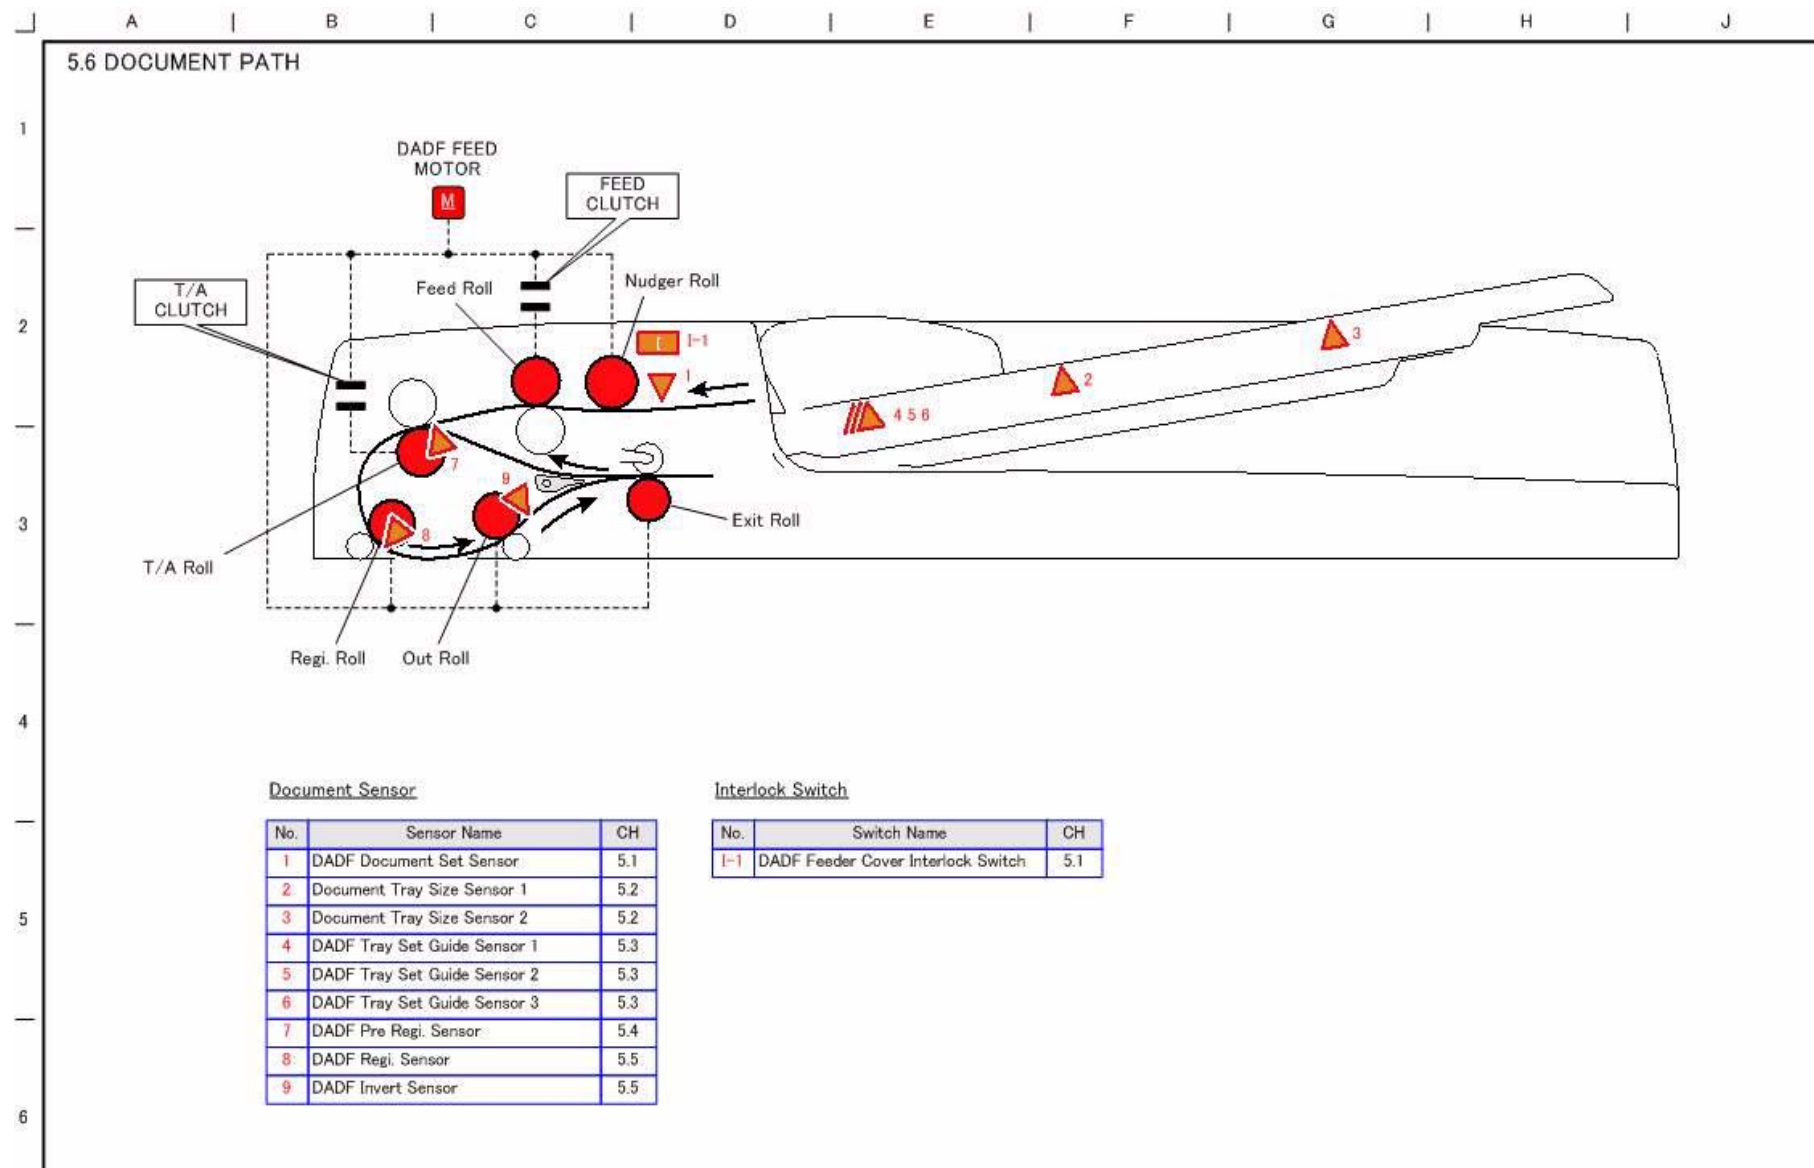 A B C D E F G H J
5.6 DOCUMENT PATH
1
DADF FEED
MOTOR
M
FEED
CLUTCH
T/A
CLUTCH
Feed Roll
Nudger Roll
2
I I-1
3
1
2
4 5 6
7
9
3
8
Exit Roll
T/A Roll
Regi. Roll
Out Roll
4
Document Sensor
No. Sensor Name CH
1 DADF Document Set Sensor 5.1
2 Document Tray Size Sensor 1 5.2
3 Document Tray Size Sensor 2 5.2
4 DADF Tray Set Guide Sensor 1 5.3
5 DADF Tray Set Guide Sensor 2 5.3
6 DADF Tray Set Guide Sensor 3 5.3
7 DADF Pre Regi. Sensor 5.4
8 DADF Regi. Sensor 5.5
9 DADF Invert Sensor 5.5
Interlock Switch
No. Switch Name CH
I-1 DADF Feeder Cover Interlock Switch 5.1
5
6